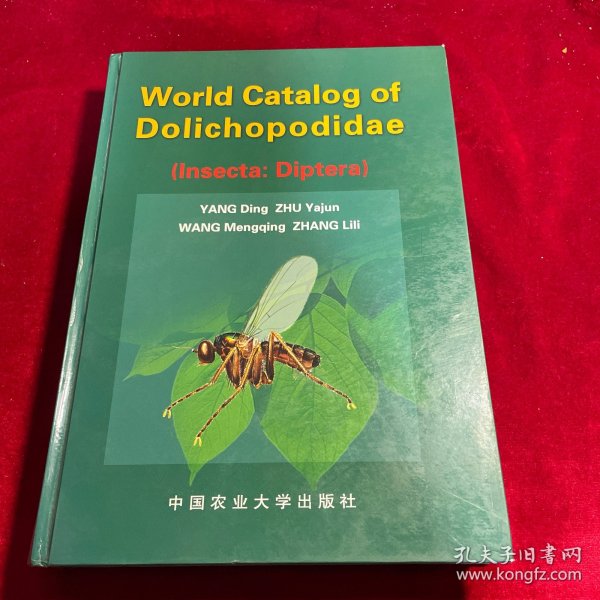 World Catalog of
Dolichopodidae
(Insecta: Diptera)
YANG Ding ZHU Yajun
WANG Mengqing ZHANG Lili
中国农业大学出版社
孔夫子旧书网
www.kongfz.com